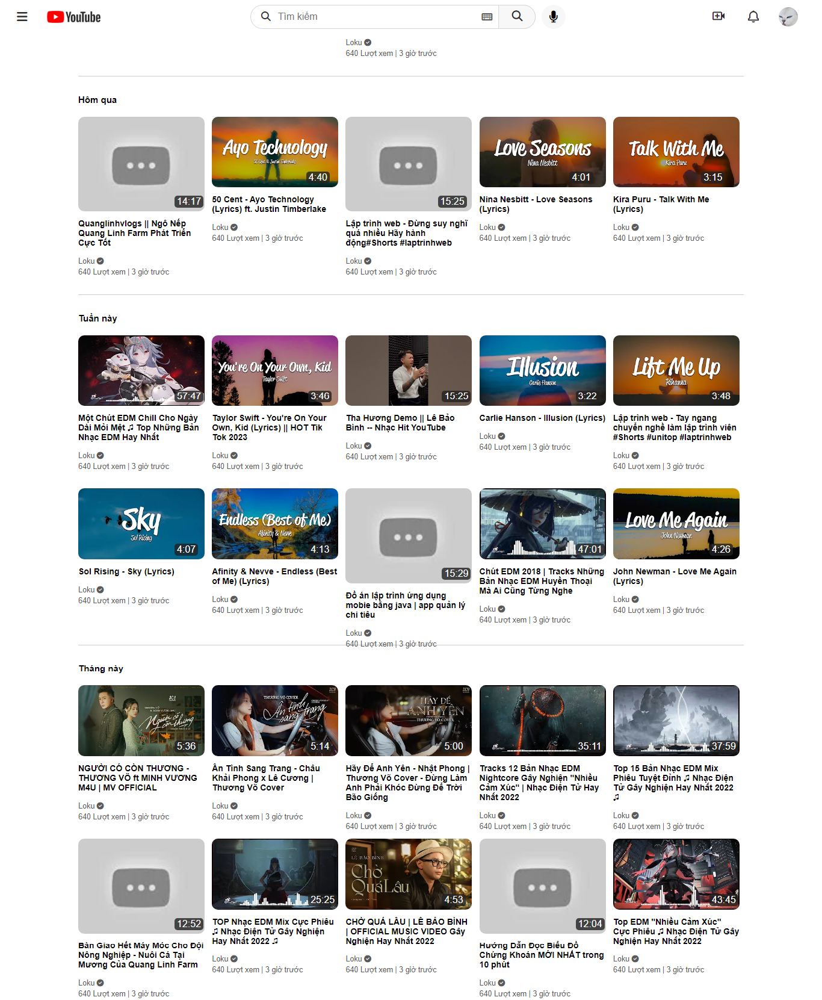 YouTube
Tìm kiếm
Loku
640 Lượt xem | 3 giờ trước
Hôm qua
14:17
Quanglinhvlogs || Ngô Nếp
Quang Linh Farm Phát Triển
Cực Tốt
Loku
640 Lượt xem | 3 giờ trước
Ayo Technology
50 Cent & Justin Timberlake
4:40
50 Cent - Ayo Technology
(Lyrics) ft. Justin Timberlake
Loku
640 Lượt xem | 3 giờ trước
15:25
Lập trình web - Đừng suy nghĩ
quá nhiều Hãy hành
động#Shorts #laptrinhweb
Loku
640 Lượt xem | 3 giờ trước
Love Seasons
Nina Nesbitt
4:01
Nina Nesbitt - Love Seasons
(Lyrics)
Loku
640 Lượt xem | 3 giờ trước
Talk With Me
Kira Puru
3:15
Kira Puru - Talk With Me
(Lyrics)
Loku
640 Lượt xem | 3 giờ trước
Tuần này
57:47
Một Chút EDM Chill Cho Ngày
Dài Mỏi Mệt ♫ Top Những Bản
Nhạc EDM Hay Nhất
Loku
640 Lượt xem | 3 giờ trước
You're On Your Own, Kid
Taylor Swift
3:46
Taylor Swift - You're On Your
Own, Kid (Lyrics) || HOT Tik
Tok 2023
Loku
640 Lượt xem | 3 giờ trước
15:25
Tha Hương Demo || Lê Bảo
Bình -- Nhạc Hit YouTube
Loku
640 Lượt xem | 3 giờ trước
Illusion
Carlie Hanson
3:22
Carlie Hanson - Illusion (Lyrics)
Loku
640 Lượt xem | 3 giờ trước
Lift Me Up
Rihanna
3:48
Lập trình web - Tay ngang
chuyển nghề làm lập trình viên
#Shorts #unitop #laptrinhweb
Loku
640 Lượt xem | 3 giờ trước
Sky
Sol Rising
4:07
Sol Rising - Sky (Lyrics)
Loku
640 Lượt xem | 3 giờ trước
Endless (Best of Me)
Afinity & Nevve
4:13
Afinity & Nevve - Endless (Best
of Me) (Lyrics)
Loku
640 Lượt xem | 3 giờ trước
15:29
Đồ án lập trình ứng dụng
mobie bằng java | app quản lý
chi tiêu
Loku
640 Lượt xem | 3 giờ trước
47:01
Chút EDM 2018 | Tracks Những
Bản Nhạc EDM Huyền Thoại
Mà Ai Cũng Từng Nghe
Loku
640 Lượt xem | 3 giờ trước
Love Me Again
John Newman
4:26
John Newman - Love Me Again
(Lyrics)
Loku
640 Lượt xem | 3 giờ trước
Tháng này
THƯƠNG VÕ
Người có
còn thương
5:36
NGƯỜI CÓ CÒN THƯƠNG -
THƯƠNG VÕ ft MINH VƯƠNG
M4U | MV OFFICIAL
Loku
640 Lượt xem | 3 giờ trước
THƯƠNG VÕ COVER
Ân tình
sang trang
5:14
Ân Tình Sang Trang - Châu
Khải Phong x Lê Cương |
Thương Võ Cover
Loku
640 Lượt xem | 3 giờ trước
HÃY ĐỂ
ANH YÊN
THƯƠNG VÕ COVER
5:00
Hãy Để Anh Yên - Nhật Phong |
Thương Võ Cover - Đừng Làm
Anh Phải Khóc Đừng Để Trời
Bão Giống
Loku
640 Lượt xem | 3 giờ trước
35:11
Tracks 12 Bản Nhạc EDM
Nightcore Gây Nghiện "Nhiều
Cảm Xúc" | Nhạc Điện Tử Hay
Nhất 2022
Loku
640 Lượt xem | 3 giờ trước
37:59
Top 15 Bản Nhạc EDM Mix
Phiêu Tuyệt Đỉnh ♫ Nhạc Điện
Tử Gây Nghiện Hay Nhất 2022
♫
Loku
640 Lượt xem | 3 giờ trước
12:52
Bàn Giao Hết Máy Móc Cho Đội
Nông Nghiệp - Nuôi Cá Tại
Mương Của Quang Linh Farm
Loku
640 Lượt xem | 3 giờ trước
25:25
TOP Nhạc EDM Mix Cực Phiêu
♫ Nhạc Điện Tử Gây Nghiện
Hay Nhất 2022 ♫
Loku
640 Lượt xem | 3 giờ trước
LÊ BẢO BÌNH
Chờ
Quá Lâu
4:53
CHỜ QUÁ LÂU | LÊ BẢO BÌNH
| OFFICIAL MUSIC VIDEO Gây
Nghiện Hay Nhất 2022
Loku
640 Lượt xem | 3 giờ trước
12:04
Hướng Dẫn Đọc Biểu Đồ
Chứng Khoán MỚI NHẤT trong
10 phút
Loku
640 Lượt xem | 3 giờ trước
43:45
Top EDM "Nhiều Cảm Xúc"
Cực Phiêu ♫ Nhạc Điện Tử Gây
Nghiện Hay Nhất 2022
Loku
640 Lượt xem | 3 giờ trước